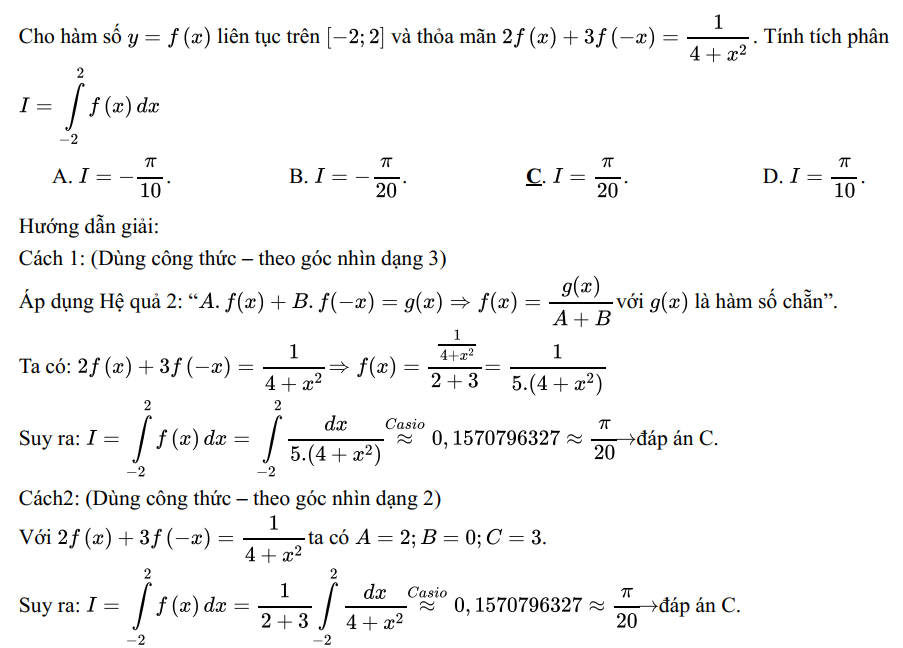 Cho hàm số $y = f(x)$ liên tục trên $[-2; 2]$ và thỏa mãn $2f(x) + 3f(-x) = \frac{1}{4 + x^2}$. Tính tích phân
$I = \int_{-2}^{2} f(x)\,dx$
A. $I = -\frac{\pi}{10}$. B. $I = -\frac{\pi}{20}$. C. $I = \frac{\pi}{20}$. D. $I = \frac{\pi}{10}$.
Hướng dẫn giải:
Cách 1: (Dùng công thức – theo góc nhìn dạng 3)
Áp dụng Hệ quả 2: “$A.f(x) + B.f(-x) = g(x) \Rightarrow f(x) = \frac{g(x)}{A + B}$với $g(x)$ là hàm số chẵn”.
Ta có: $2f(x) + 3f(-x) = \frac{1}{4 + x^2} \Rightarrow f(x) = \frac{\frac{1}{4+x^2}}{2 + 3} = \frac{1}{5.(4 + x^2)}$
Suy ra: $I = \int_{-2}^{2} f(x)\,dx = \int_{-2}^{2} \frac{dx}{5.(4 + x^2)} \overset{Casio}{\approx} 0,1570796327 \approx \frac{\pi}{20}$→đáp án C.
Cách2: (Dùng công thức – theo góc nhìn dạng 2)
Với $2f(x) + 3f(-x) = \frac{1}{4 + x^2}$ta có $A = 2; B = 0; C = 3$.
Suy ra: $I = \int_{-2}^{2} f(x)\,dx = \frac{1}{2 + 3} \int_{-2}^{2} \frac{dx}{4 + x^2} \overset{Casio}{\approx} 0,1570796327 \approx \frac{\pi}{20}$→đáp án C.